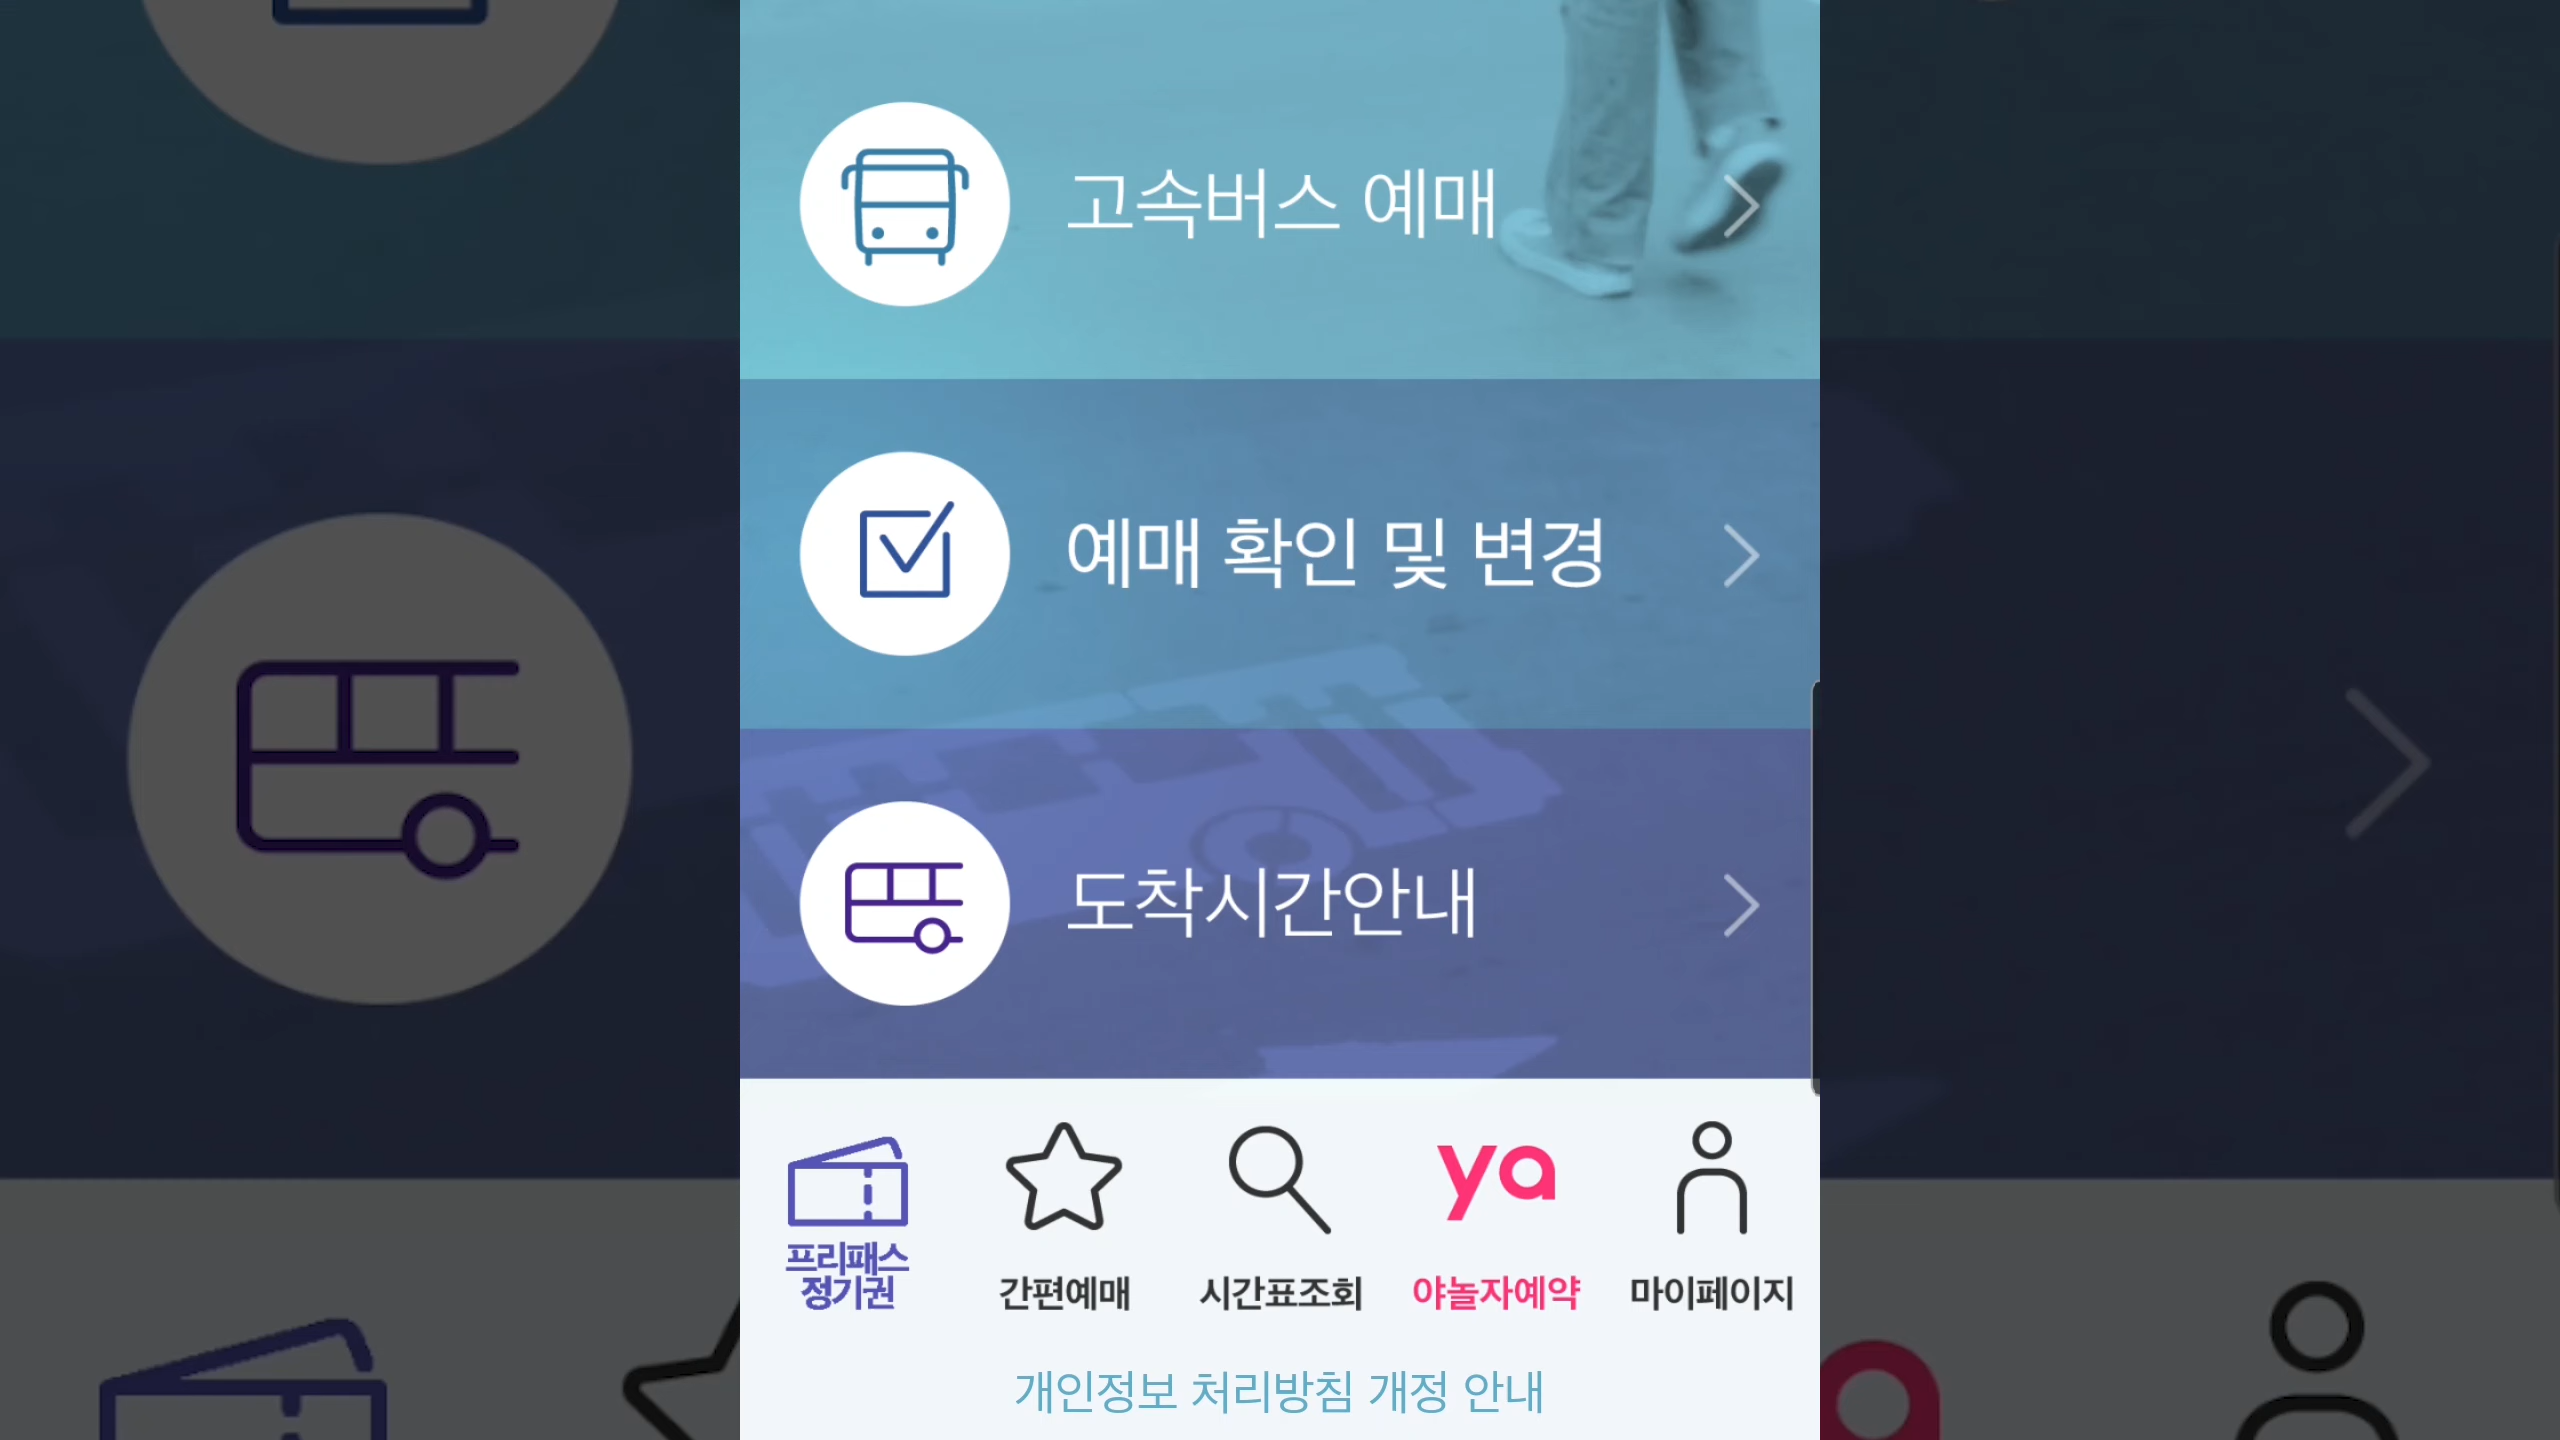 고속버스 예매
예매 확인 및 변경
도착시간안내
ya
프리패스
정기권
간편예매
시간표조회
야놀자예약
마이페이지
개인정보 처리방침 개정 안내